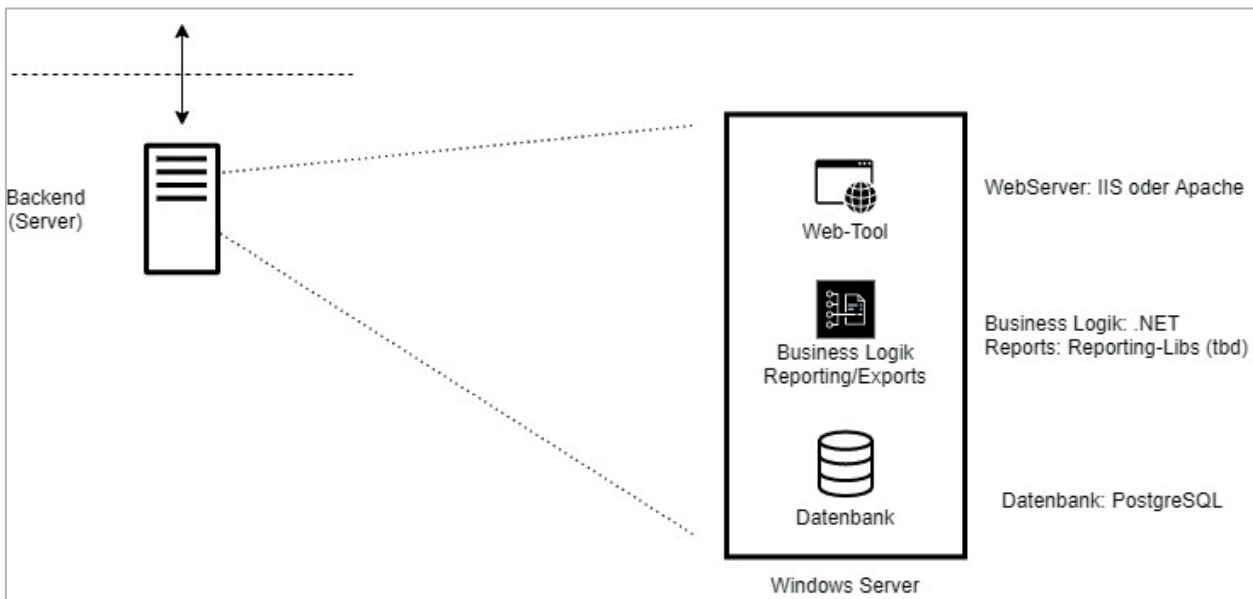 Backend
(Server)
Web-Tool
WebServer: IIS oder Apache
Business Logik
Reporting/Exports
Business Logik: .NET
Reports: Reporting-Libs (tbd)
Datenbank
Datenbank: PostgreSQL
Windows Server